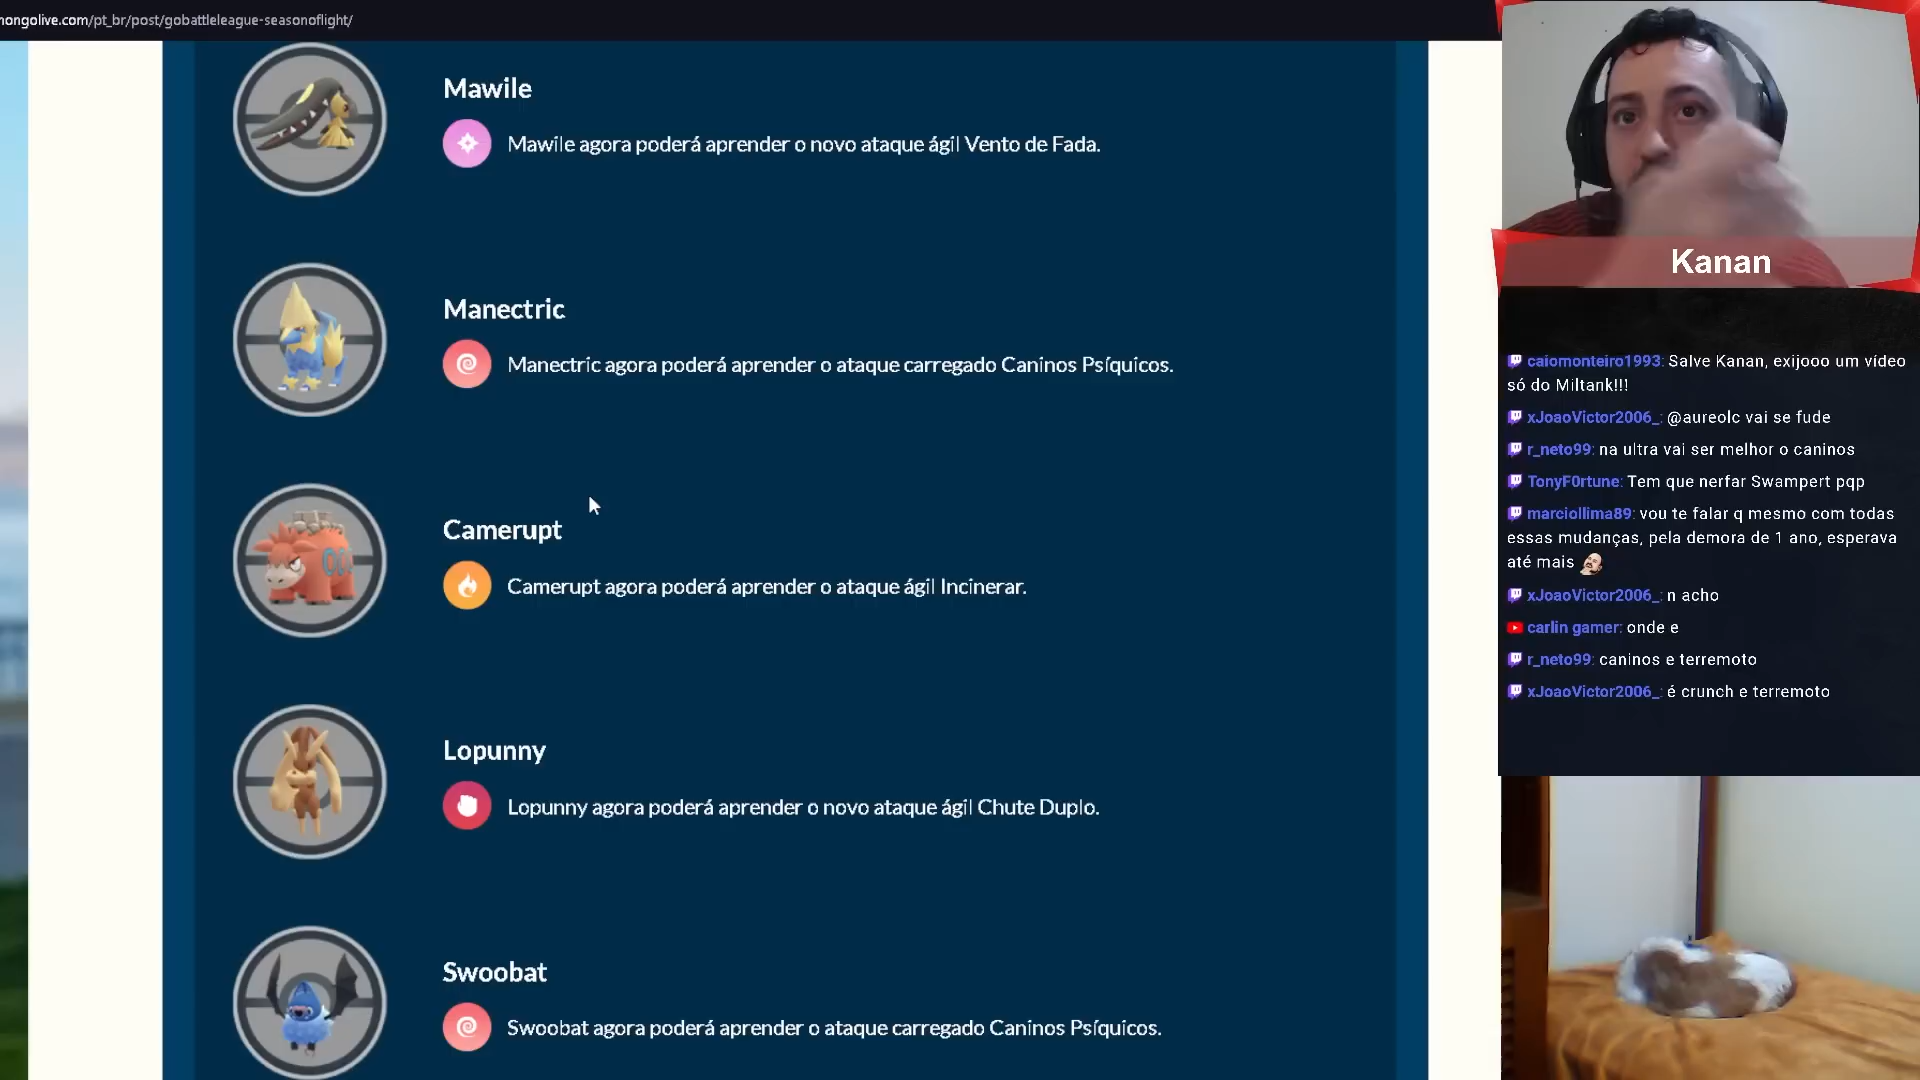 nongolive.com/pt_br/post/gobattleleague-seasonoflight/
Mawile
Mawile agora poderá aprender o novo ataque ágil Vento de Fada.
Manectric
Manectric agora poderá aprender o ataque carregado Caninos Psíquicos.
Camerupt
Camerupt agora poderá aprender o ataque ágil Incinerar.
Lopunny
Lopunny agora poderá aprender o novo ataque ágil Chute Duplo.
Swoobat
Swoobat agora poderá aprender o ataque carregado Caninos Psíquicos.
Kanan
caiomonteiro1993: Salve Kanan, exijooo um vídeo
só do Miltank!!!
xJoaoVictor2006_: @aureolc vai se fude
r_neto99: na ultra vai ser melhor o caninos
TonyF0rtune: Tem que nerfar Swampert pqp
marciollima89: vou te falar q mesmo com todas
essas mudanças, pela demora de 1 ano, esperava
até mais
xJoaoVictor2006_: n acho
carlin gamer: onde e
r_neto99: caninos e terremoto
xJoaoVictor2006_: é crunch e terremoto